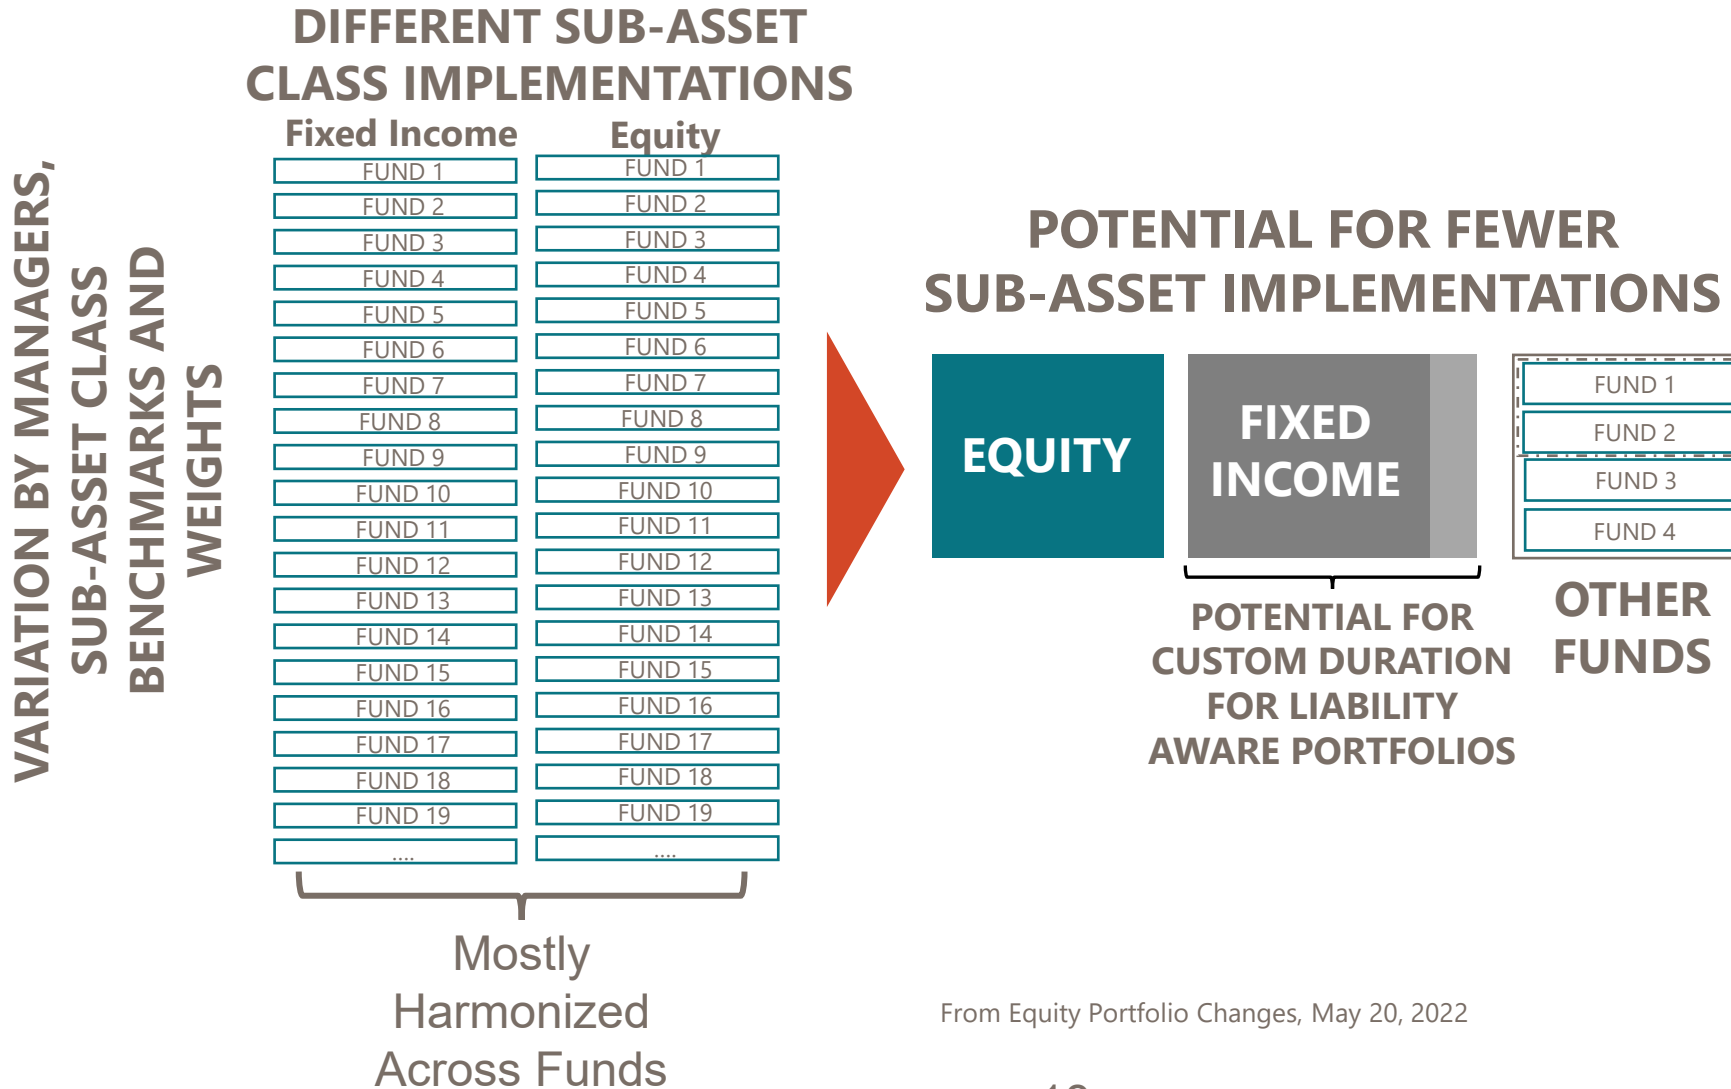 DIFFERENT SUB-ASSET
CLASS IMPLEMENTATIONS
VARIATION BY MANAGERS,
SUB-ASSET CLASS
BENCHMARKS AND
WEIGHTS
Fixed Income
FUND 1
FUND 2
FUND 3
FUND 4
FUND 5
FUND 6
FUND 7
FUND 8
FUND 9
FUND 10
FUND 11
FUND 12
FUND 13
FUND 14
FUND 15
FUND 16
FUND 17
FUND 18
FUND 19
....
Equity
FUND 1
FUND 2
FUND 3
FUND 4
FUND 5
FUND 6
FUND 7
FUND 8
FUND 9
FUND 10
FUND 11
FUND 12
FUND 13
FUND 14
FUND 15
FUND 16
FUND 17
FUND 18
FUND 19
....
Mostly
Harmonized
Across Funds
POTENTIAL FOR FEWER
SUB-ASSET IMPLEMENTATIONS
EQUITY
FIXED
INCOME
FUND 1
FUND 2
FUND 3
FUND 4
POTENTIAL FOR
CUSTOM DURATION
FOR LIABILITY
AWARE PORTFOLIOS
OTHER
FUNDS
From Equity Portfolio Changes, May 20, 2022